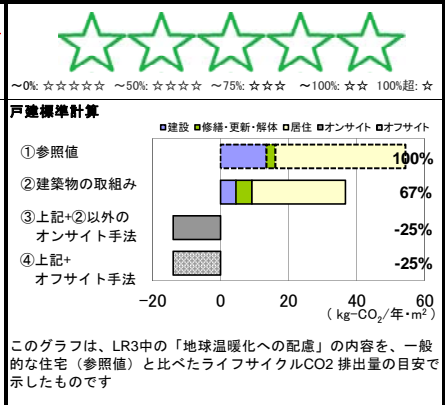 ~0%: ☆☆☆☆☆ ~50%: ☆☆☆☆ ~75%: ☆☆☆ ~100%: ☆☆ 100%超: ☆
戸建標準計算
■建設 ■修繕・更新・解体 □居住 ■オンサイト ■オフサイト
①参照値
100%
②建築物の取組み
67%
③上記+②以外の
オンサイト手法
-25%
④上記+
オフサイト手法
-25%
-20 0 20 40 60
( kg-CO₂/年・m² )
このグラフは、LR3中の「地球温暖化への配慮」の内容を、一般
的な住宅（参照値）と比べたライフサイクルCO2 排出量の目安で
示したものです